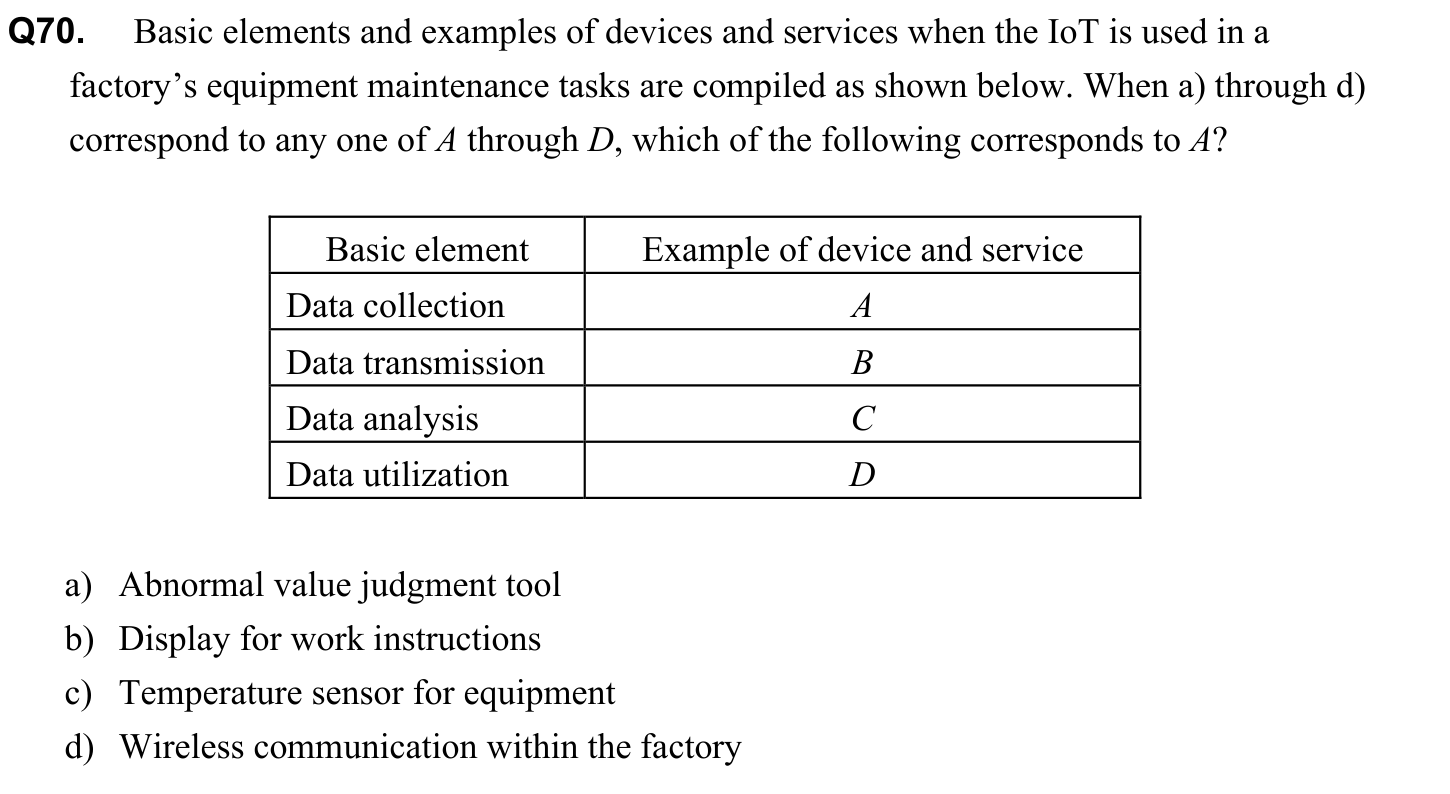 Q70. Basic elements and examples of devices and services when the IoT is used in a
factory’s equipment maintenance tasks are compiled as shown below. When a) through d)
correspond to any one of A through D, which of the following corresponds to A?
Basic element Example of device and service
Data collection A
Data transmission B
Data analysis C
Data utilization D
a) Abnormal value judgment tool
b) Display for work instructions
c) Temperature sensor for equipment
d) Wireless communication within the factory